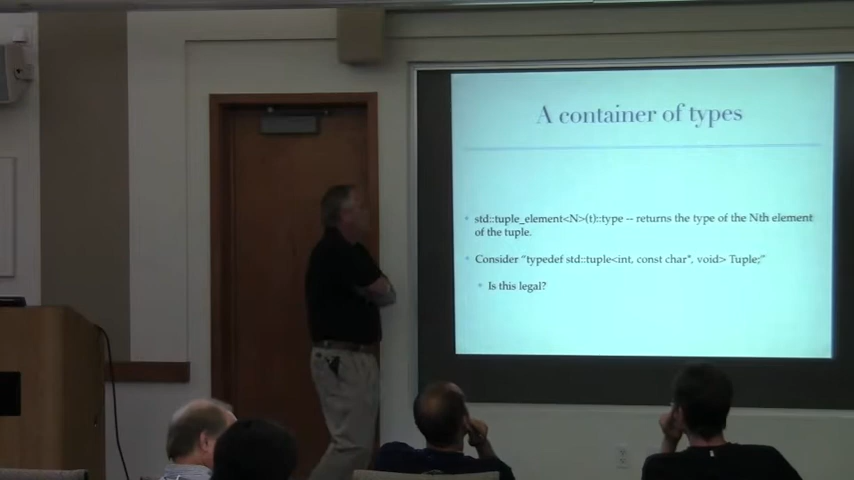 A container of types
std::tuple_element<N>(t)::type -- returns the type of the Nth element
of the tuple.
Consider "typedef std::tuple<int, const char*, void> Tuple;"
Is this legal?